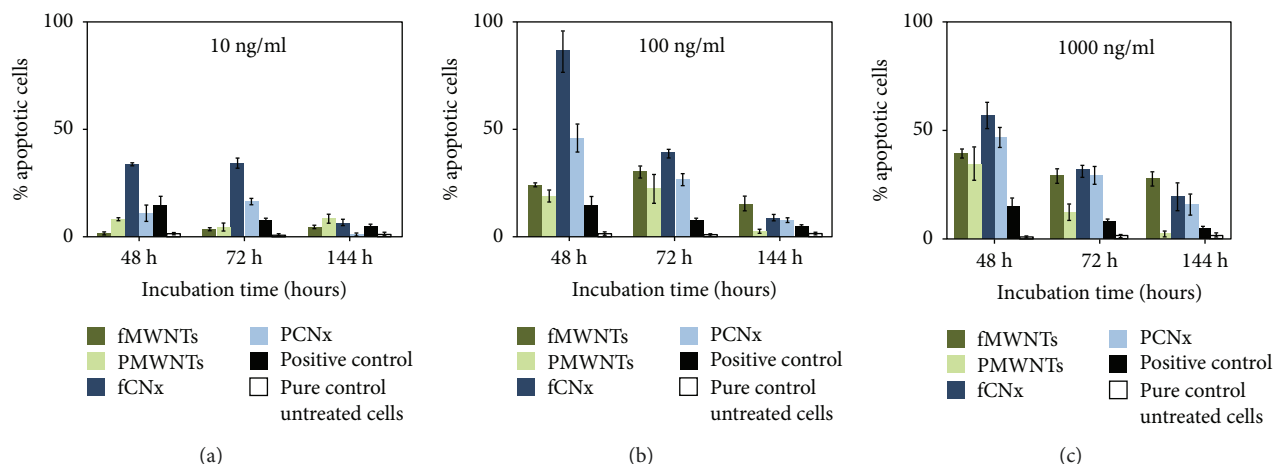 100
50
0
% apoptotic cells
10 ng/ml
48 h 72 h 144 h
Incubation time (hours)
fMWNTs
PMWNTs
fCNx
PCNx
Positive control
Pure control
untreated cells
(a)
100
50
0
% apoptotic cells
100 ng/ml
48 h 72 h 144 h
Incubation time (hours)
fMWNTs
PMWNTs
fCNx
PCNx
Positive control
Pure control
untreated cells
(b)
100
50
0
% apoptotic cells
1000 ng/ml
48 h 72 h 144 h
Incubation time (hours)
fMWNTs
PMWNTs
fCNx
PCNx
Positive control
Pure control
untreated cells
(c)